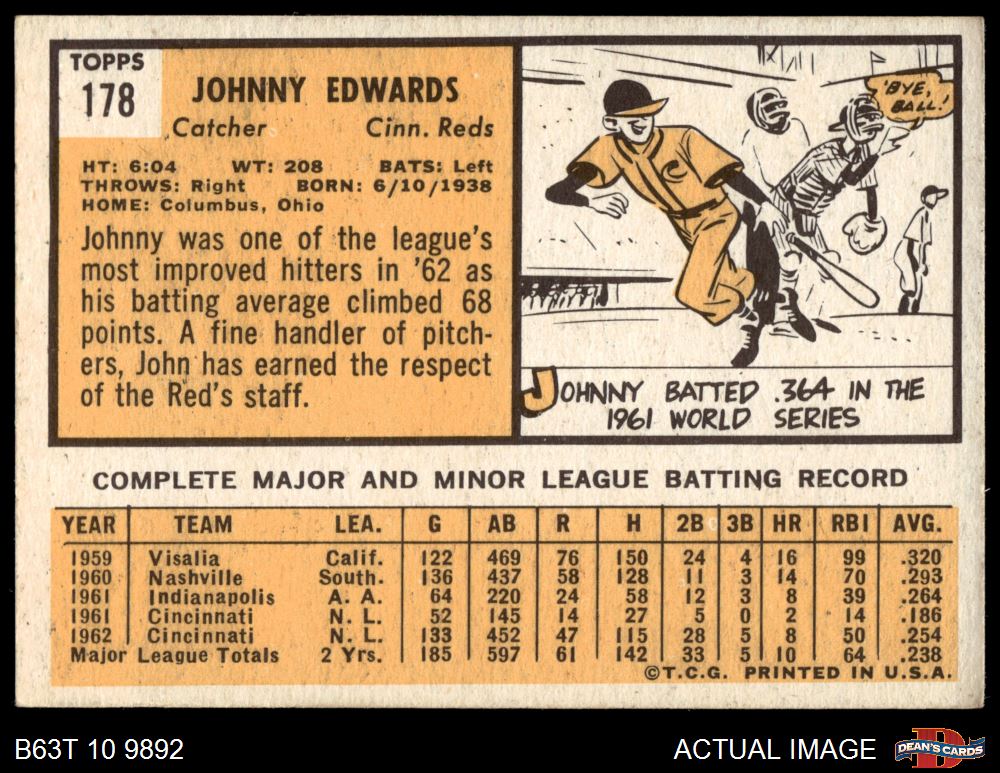 TOPPS
178
JOHNNY EDWARDS
Catcher Cinn. Reds
HT: 6:04 WT: 208 BATS: Left
THROWS: Right BORN: 6/10/1938
HOME: Columbus, Ohio
Johnny was one of the league's
most improved hitters in '62 as
his batting average climbed 68
points. A fine handler of pitch-
ers, John has earned the respect
of the Red's staff.
'BYE,
BALL!
C
JOHNNY BATTED .364 IN THE
1961 WORLD SERIES
COMPLETE MAJOR AND MINOR LEAGUE BATTING RECORD
YEAR TEAM LEA. G AB R H 2B 3B HR RBI AVG.
1959 Visalia Calif. 122 469 76 150 24 4 16 99 .320
1960 Nashville South. 136 437 58 128 11 3 14 70 .293
1961 Indianapolis A. A. 64 220 24 58 12 3 8 39 .264
1961 Cincinnati N. L. 52 145 14 27 5 0 2 14 .186
1962 Cincinnati N. L. 133 452 47 115 28 5 8 50 .254
Major League Totals 2 Yrs. 185 597 61 142 33 5 10 64 .238
©T.C.G. PRINTED IN U.S.A.
B63T 10 9892 ACTUAL IMAGE
D
DEAN'S CARDS